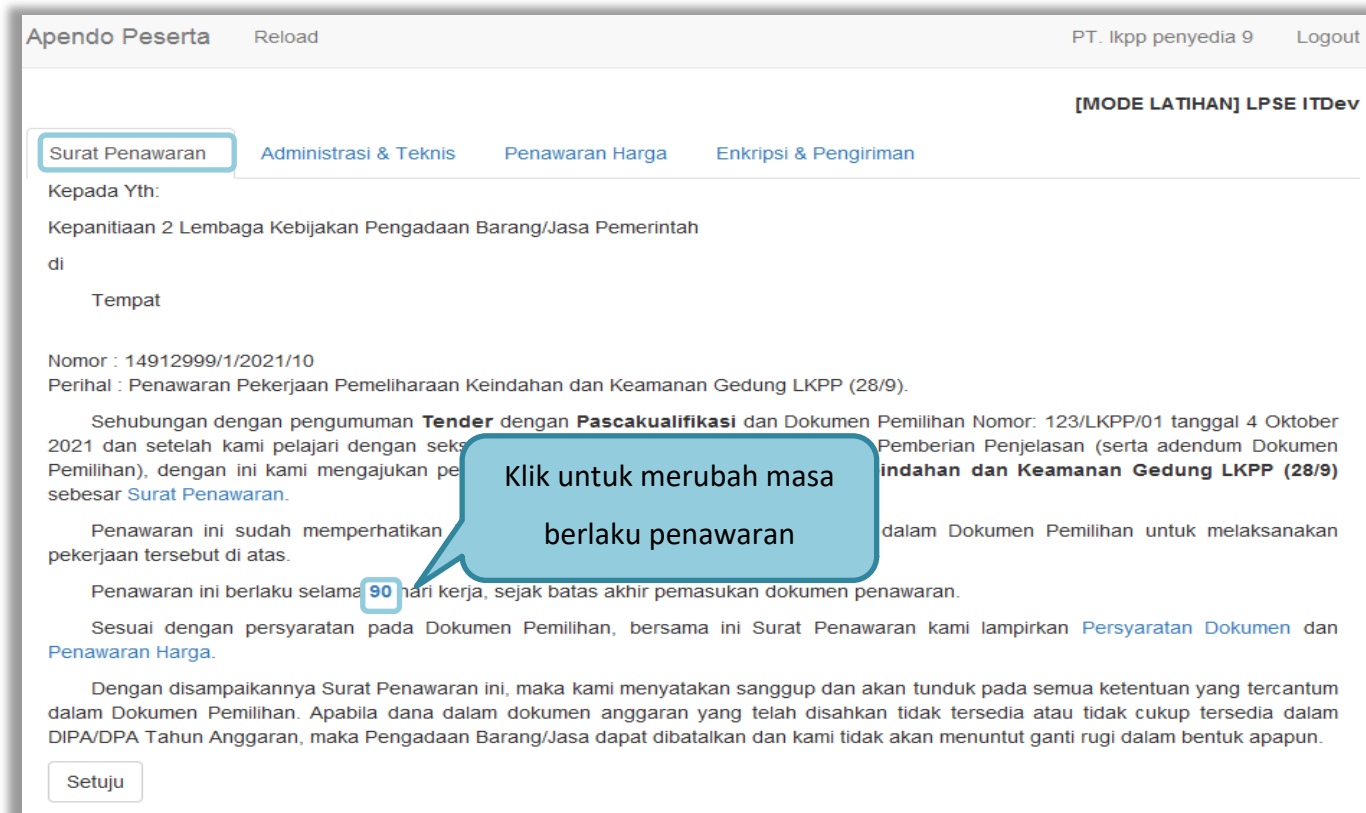 Apendo Peserta Reload PT. lkpp penyedia 9 Logout
[MODE LATIHAN] LPSE ITDev
Surat Penawaran Administrasi & Teknis Penawaran Harga Enkripsi & Pengiriman
Kepada Yth:
Kepanitiaan 2 Lembaga Kebijakan Pengadaan Barang/Jasa Pemerintah
di
Tempat
Nomor : 14912999/1/2021/10
Perihal : Penawaran Pekerjaan Pemeliharaan Keindahan dan Keamanan Gedung LKPP (28/9).
Sehubungan dengan pengumuman Tender dengan Pascakualifikasi dan Dokumen Pemilihan Nomor: 123/LKPP/01 tanggal 4 Oktober
2021 dan setelah kami pelajari dengan Pemberian Penjelasan (serta adendum Dokumen
Pemilihan), dengan ini kami mengajukan dan Keamanan Gedung LKPP (28/9)
sebesar Surat Penawaran.
Klik untuk merubah masa
berlaku penawaran
Penawaran ini sudah memperhatikan dalam Dokumen Pemilihan untuk melaksanakan
pekerjaan tersebut di atas.
Penawaran ini berlaku selama 90 hari kerja, sejak batas akhir pemasukan dokumen penawaran.
Sesuai dengan persyaratan pada Dokumen Pemilihan, bersama ini Surat Penawaran kami lampirkan Persyaratan Dokumen dan
Penawaran Harga.
Dengan disampaikannya Surat Penawaran ini, maka kami menyatakan sanggup dan akan tunduk pada semua ketentuan yang tercantum
dalam Dokumen Pemilihan. Apabila dana dalam dokumen anggaran yang telah disahkan tidak tersedia atau tidak cukup tersedia dalam
DIPA/DPA Tahun Anggaran, maka Pengadaan Barang/Jasa dapat dibatalkan dan kami tidak akan menuntut ganti rugi dalam bentuk apapun.
Setuju